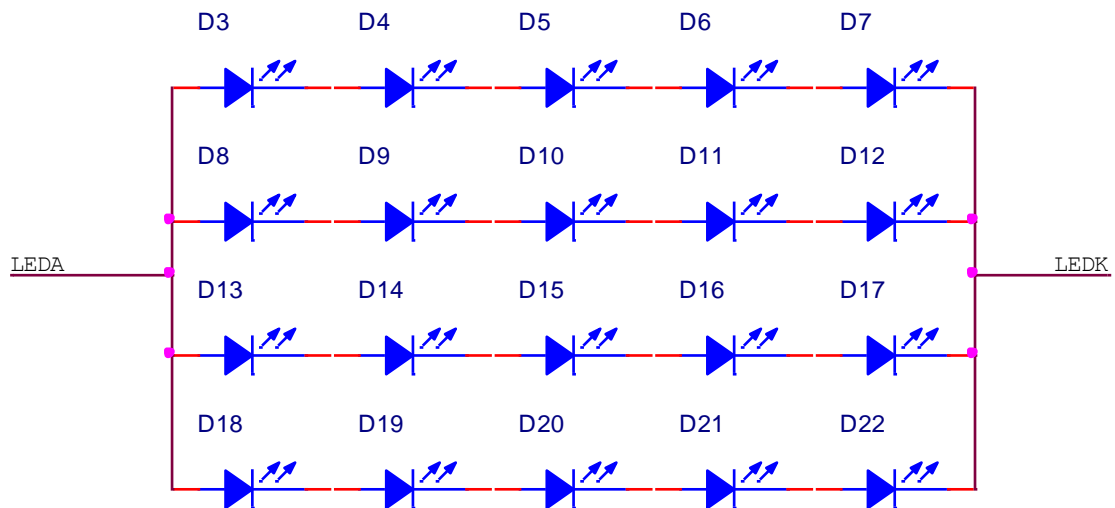 D3 D4 D5 D6 D7
D8 D9 D10 D11 D12
LEDA LEDK
D13 D14 D15 D16 D17
D18 D19 D20 D21 D22